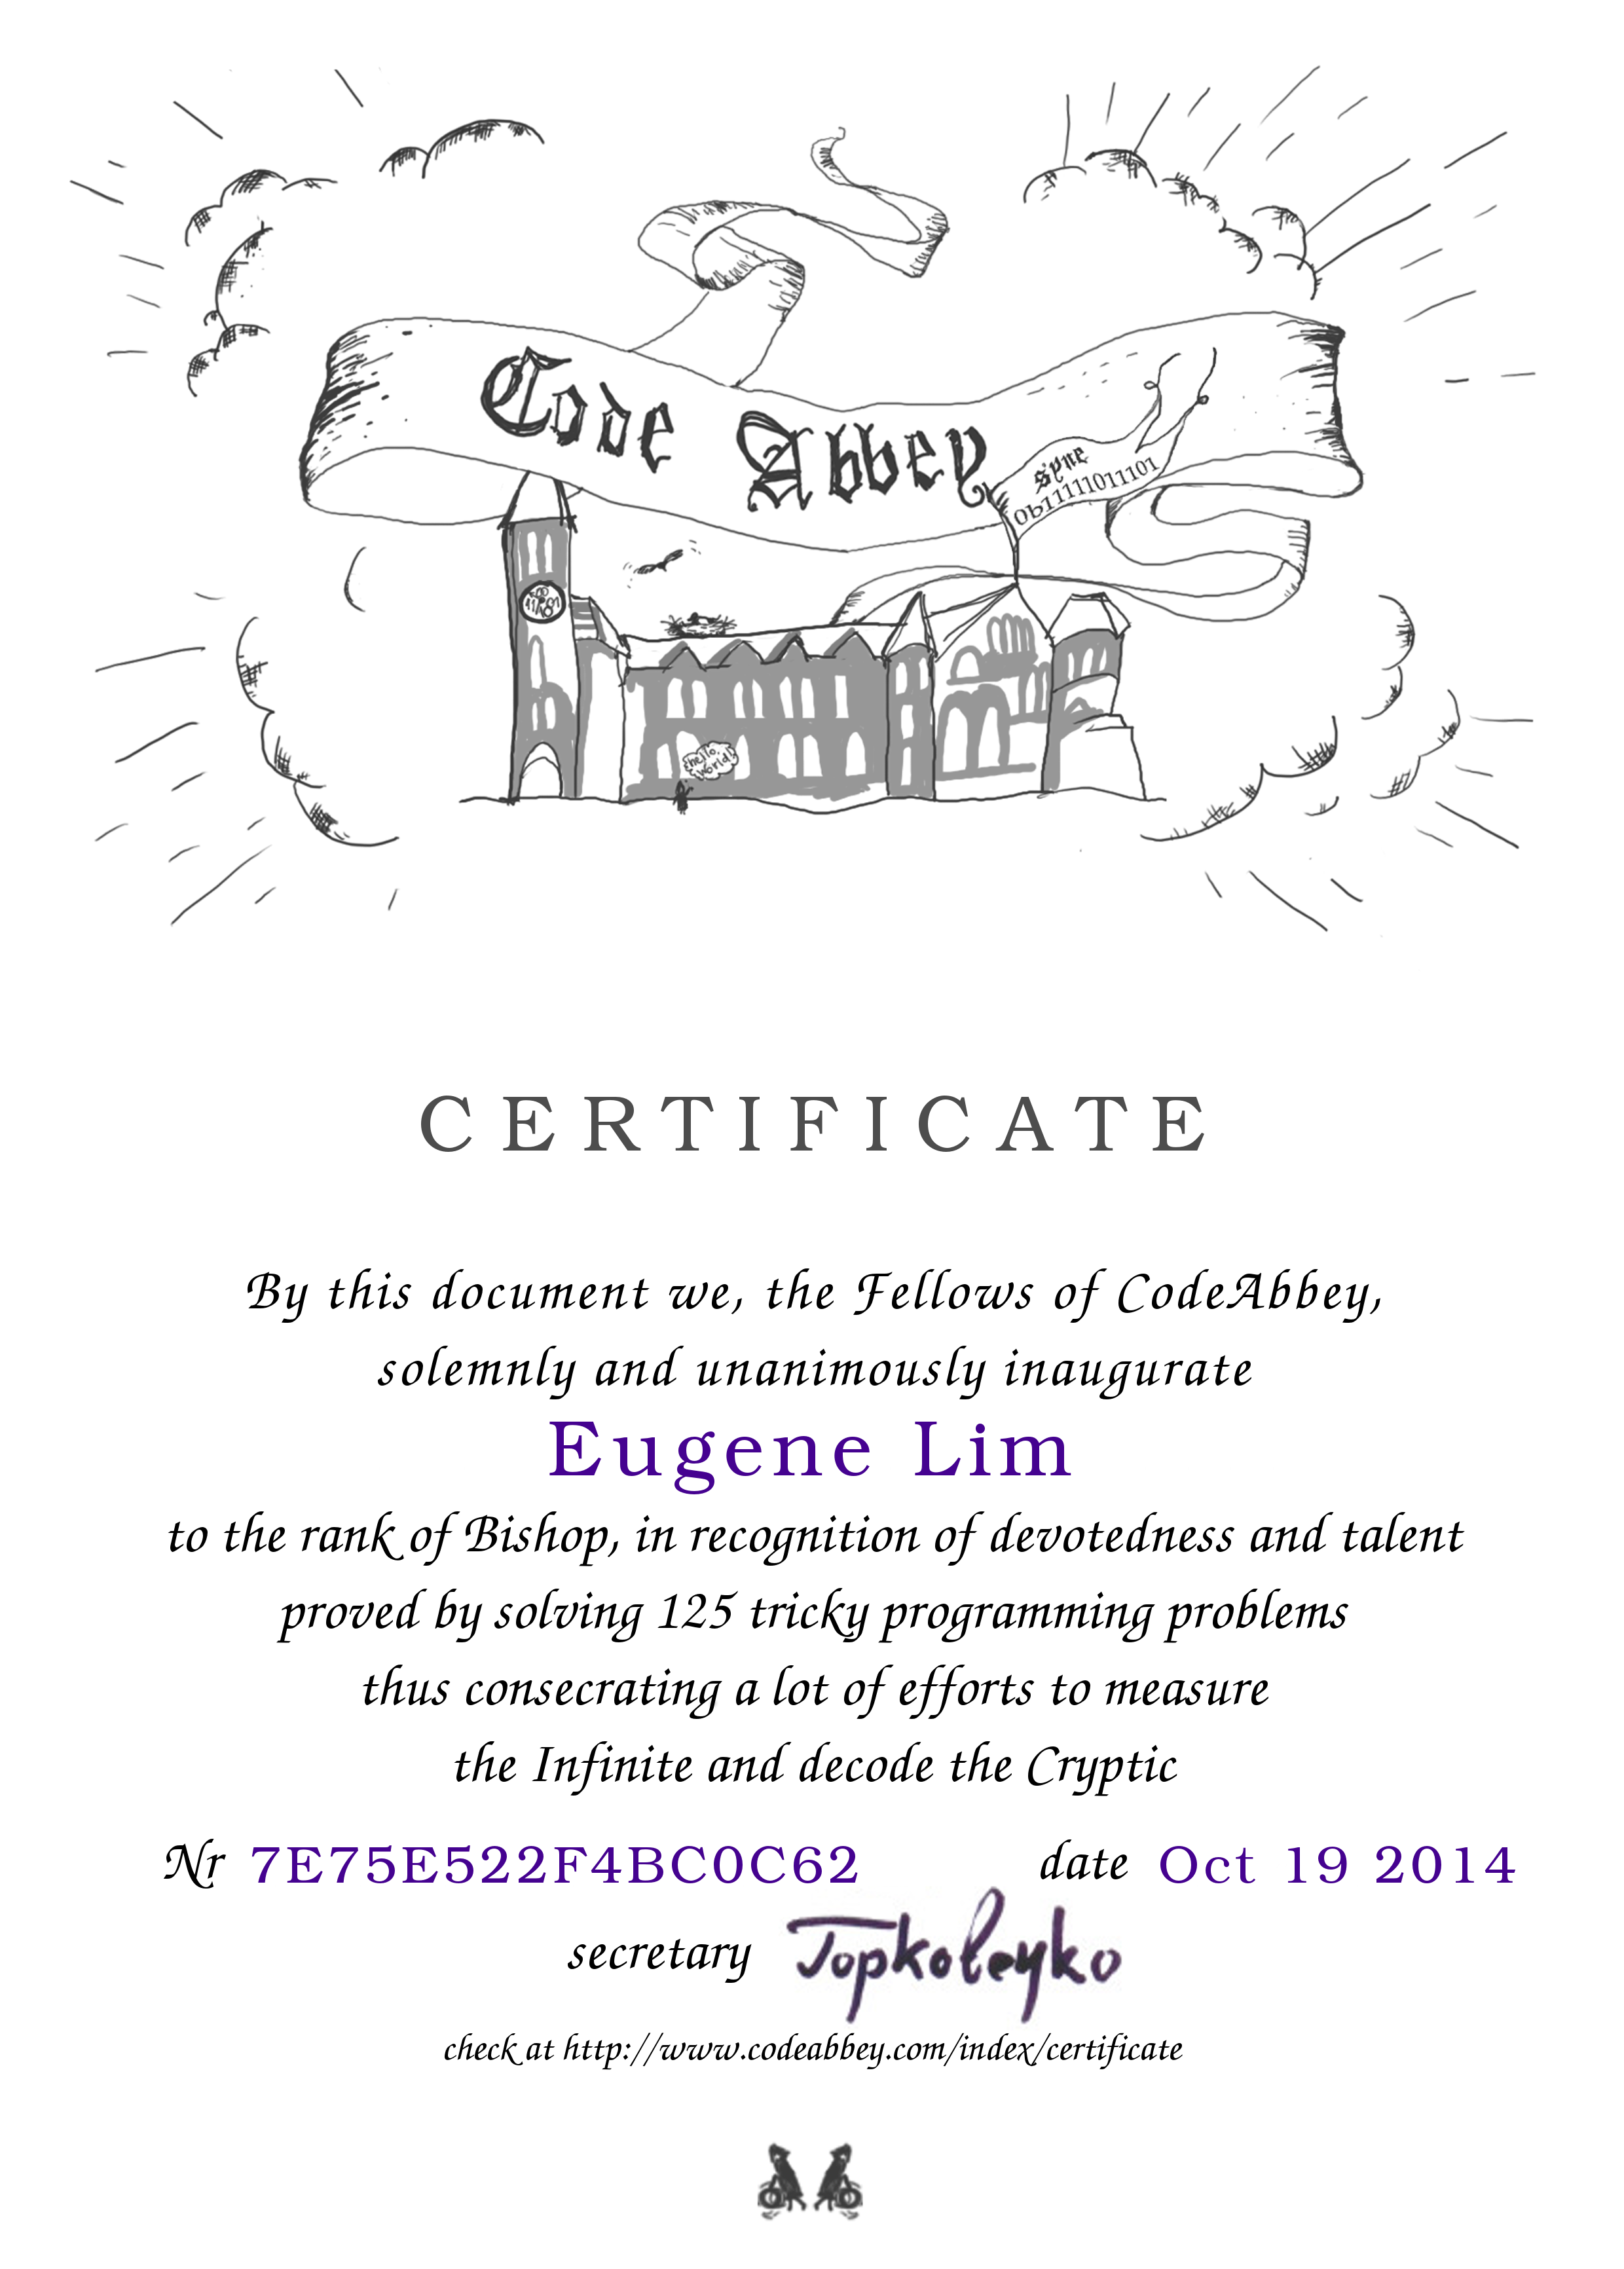 Code Abbey
syne
0b11111011101
hello,
world!
CERTIFICATE
By this document we, the Fellows of CodeAbbey,
solemnly and unanimously inaugurate
Eugene Lim
to the rank of Bishop, in recognition of devotedness and talent
proved by solving 125 tricky programming problems
thus consecrating a lot of efforts to measure
the Infinite and decode the Cryptic
Nr 7E75E522F4BC0C62 date Oct 19 2014
secretary
check at http://www.codeabbey.com/index/certificate